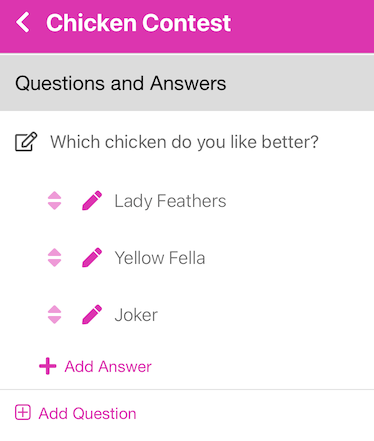 Chicken Contest
Questions and Answers
Which chicken do you like better?
Lady Feathers
Yellow Fella
Joker
Add Answer
Add Question